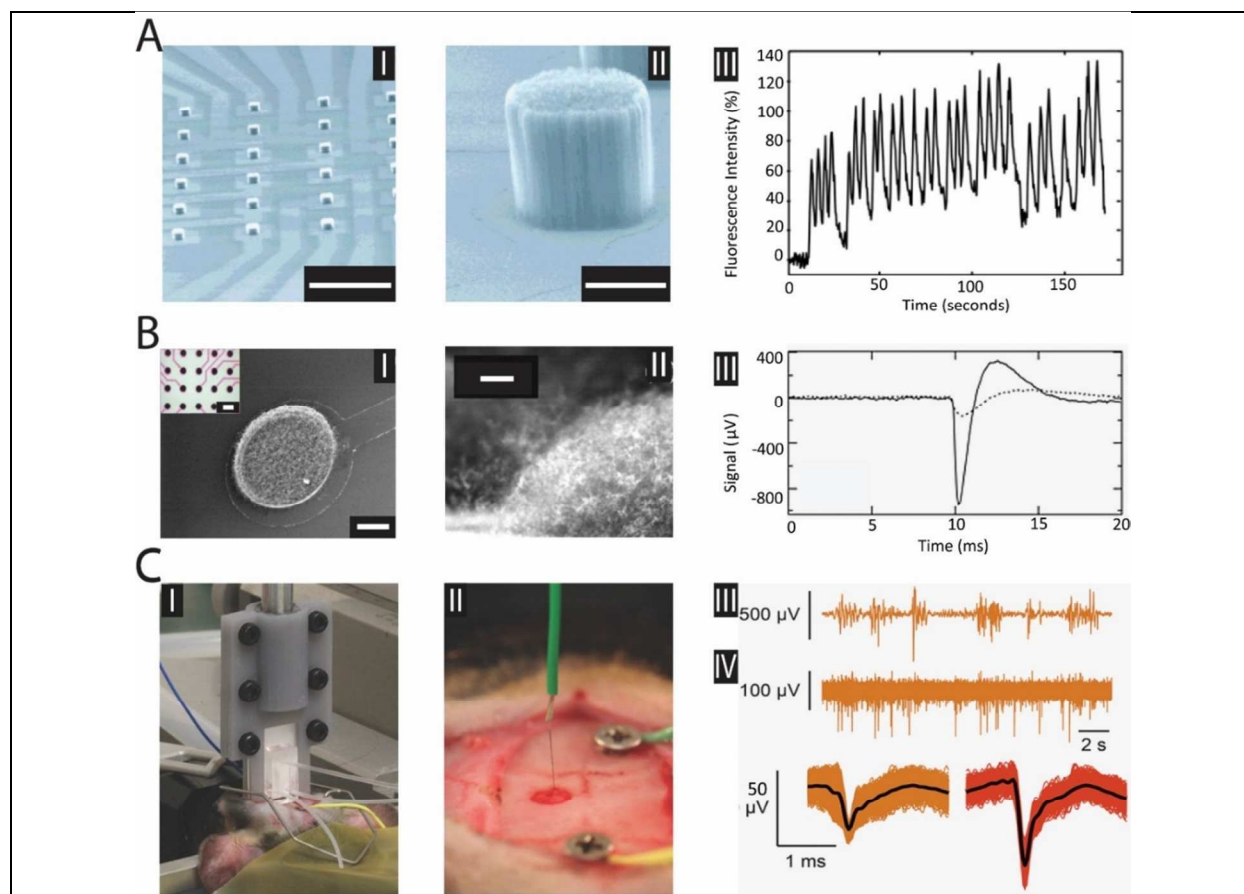 A
I
II
III
Fluorescence Intensity (%)
140
120
100
80
60
40
20
0
0 50 100 150
Time (seconds)
B
I
II
III
Signal (µV)
400
0
-400
-800
0 5 10 15 20
Time (ms)
C
I
II
III
500 µV
IV
100 µV
2 s
50
µV
1 ms